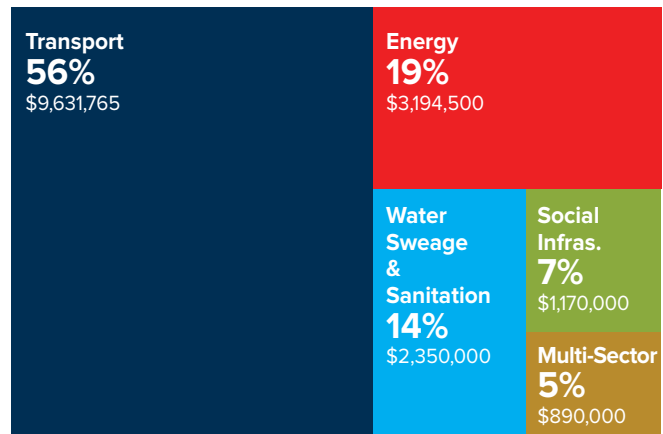 Transport
56%
$9,631,765
Energy
19%
$3,194,500
Water
Sweage
&
Sanitation
14%
$2,350,000
Social
Infras.
7%
$1,170,000
Multi-Sector
5%
$890,000